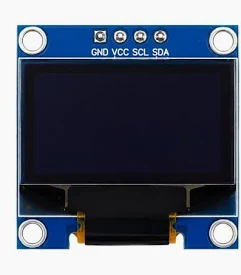 GND VCC SCL SDA